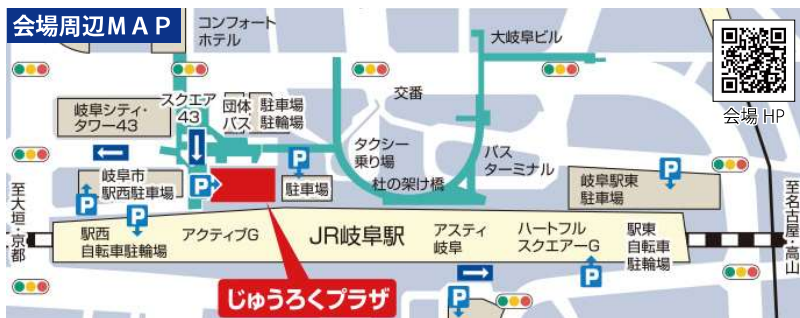 会場周辺MAP
コンフォート
ホテル
大岐阜ビル
会場 HP
交番
岐阜シティ・
タワー43
スクエア
43
団体
バス
駐車場
駐輪場
タクシー
乗り場
バス
ターミナル
P
岐阜市
駅西駐車場
P
P
駐車場
杜の架け橋
岐阜駅東
駐車場
P
至大垣・京都
P
駅西
自転車駐輪場
アクティブG
JR岐阜駅
アスティ
岐阜
ハートフル
スクエアーG
駅東
自転車
駐輪場
至名古屋・高山
P
P
じゅうろくプラザ